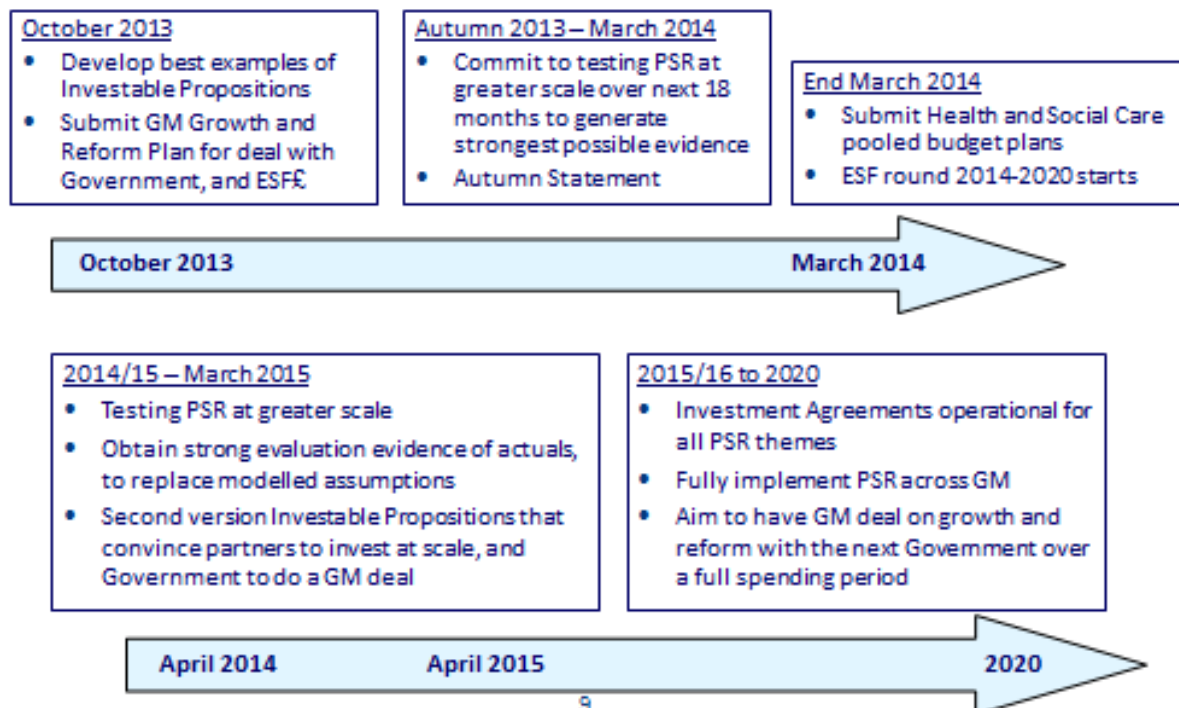 October 2013
• Develop best examples of
Investable Propositions
• Submit GM Growth and
Reform Plan for deal with
Government, and ESF£
Autumn 2013 – March 2014
• Commit to testing PSR at
greater scale over next 18
months to generate
strongest possible evidence
• Autumn Statement
End March 2014
• Submit Health and Social Care
pooled budget plans
• ESF round 2014-2020 starts
October 2013
March 2014
2014/15 – March 2015
• Testing PSR at greater scale
• Obtain strong evaluation evidence of actuals,
to replace modelled assumptions
• Second version Investable Propositions that
convince partners to invest at scale, and
Government to do a GM deal
2015/16 to 2020
• Investment Agreements operational for
all PSR themes
• Fully implement PSR across GM
• Aim to have GM deal on growth and
reform with the next Government over
a full spending period
April 2014
April 2015
2020
9